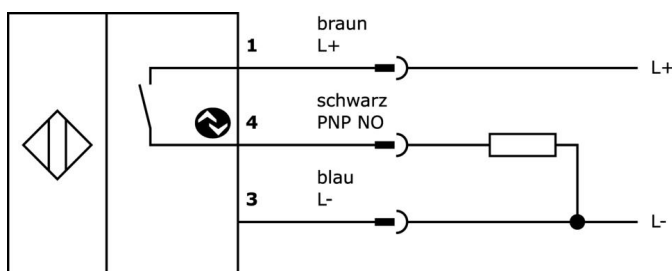 braun
1 L+
L+
schwarz
4 PNP NO
blau
3 L-
L-